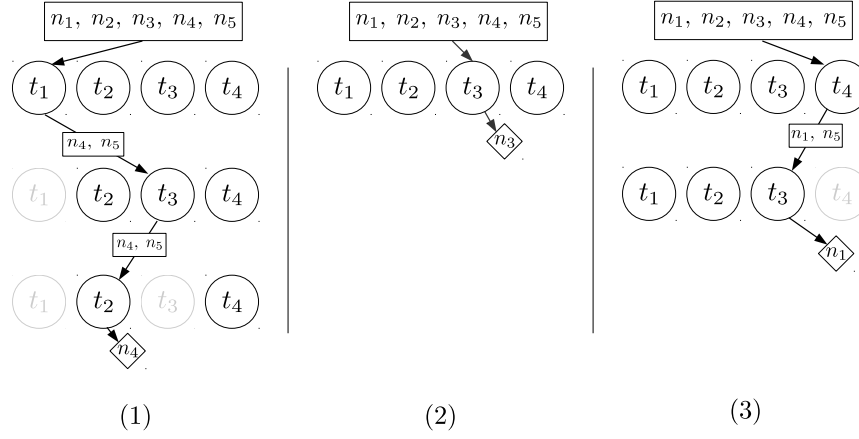 n₁, n₂, n₃, n₄, n₅
t₁ t₂ t₃ t₄
n₄, n₅
t₁ t₂ t₃ t₄
n₄, n₅
t₁ t₂ t₃ t₄
n₄
(1)
n₁, n₂, n₃, n₄, n₅
t₁ t₂ t₃ t₄
n₃
(2)
n₁, n₂, n₃, n₄, n₅
t₁ t₂ t₃ t₄
n₁, n₅
t₁ t₂ t₃ t₄
n₁
(3)